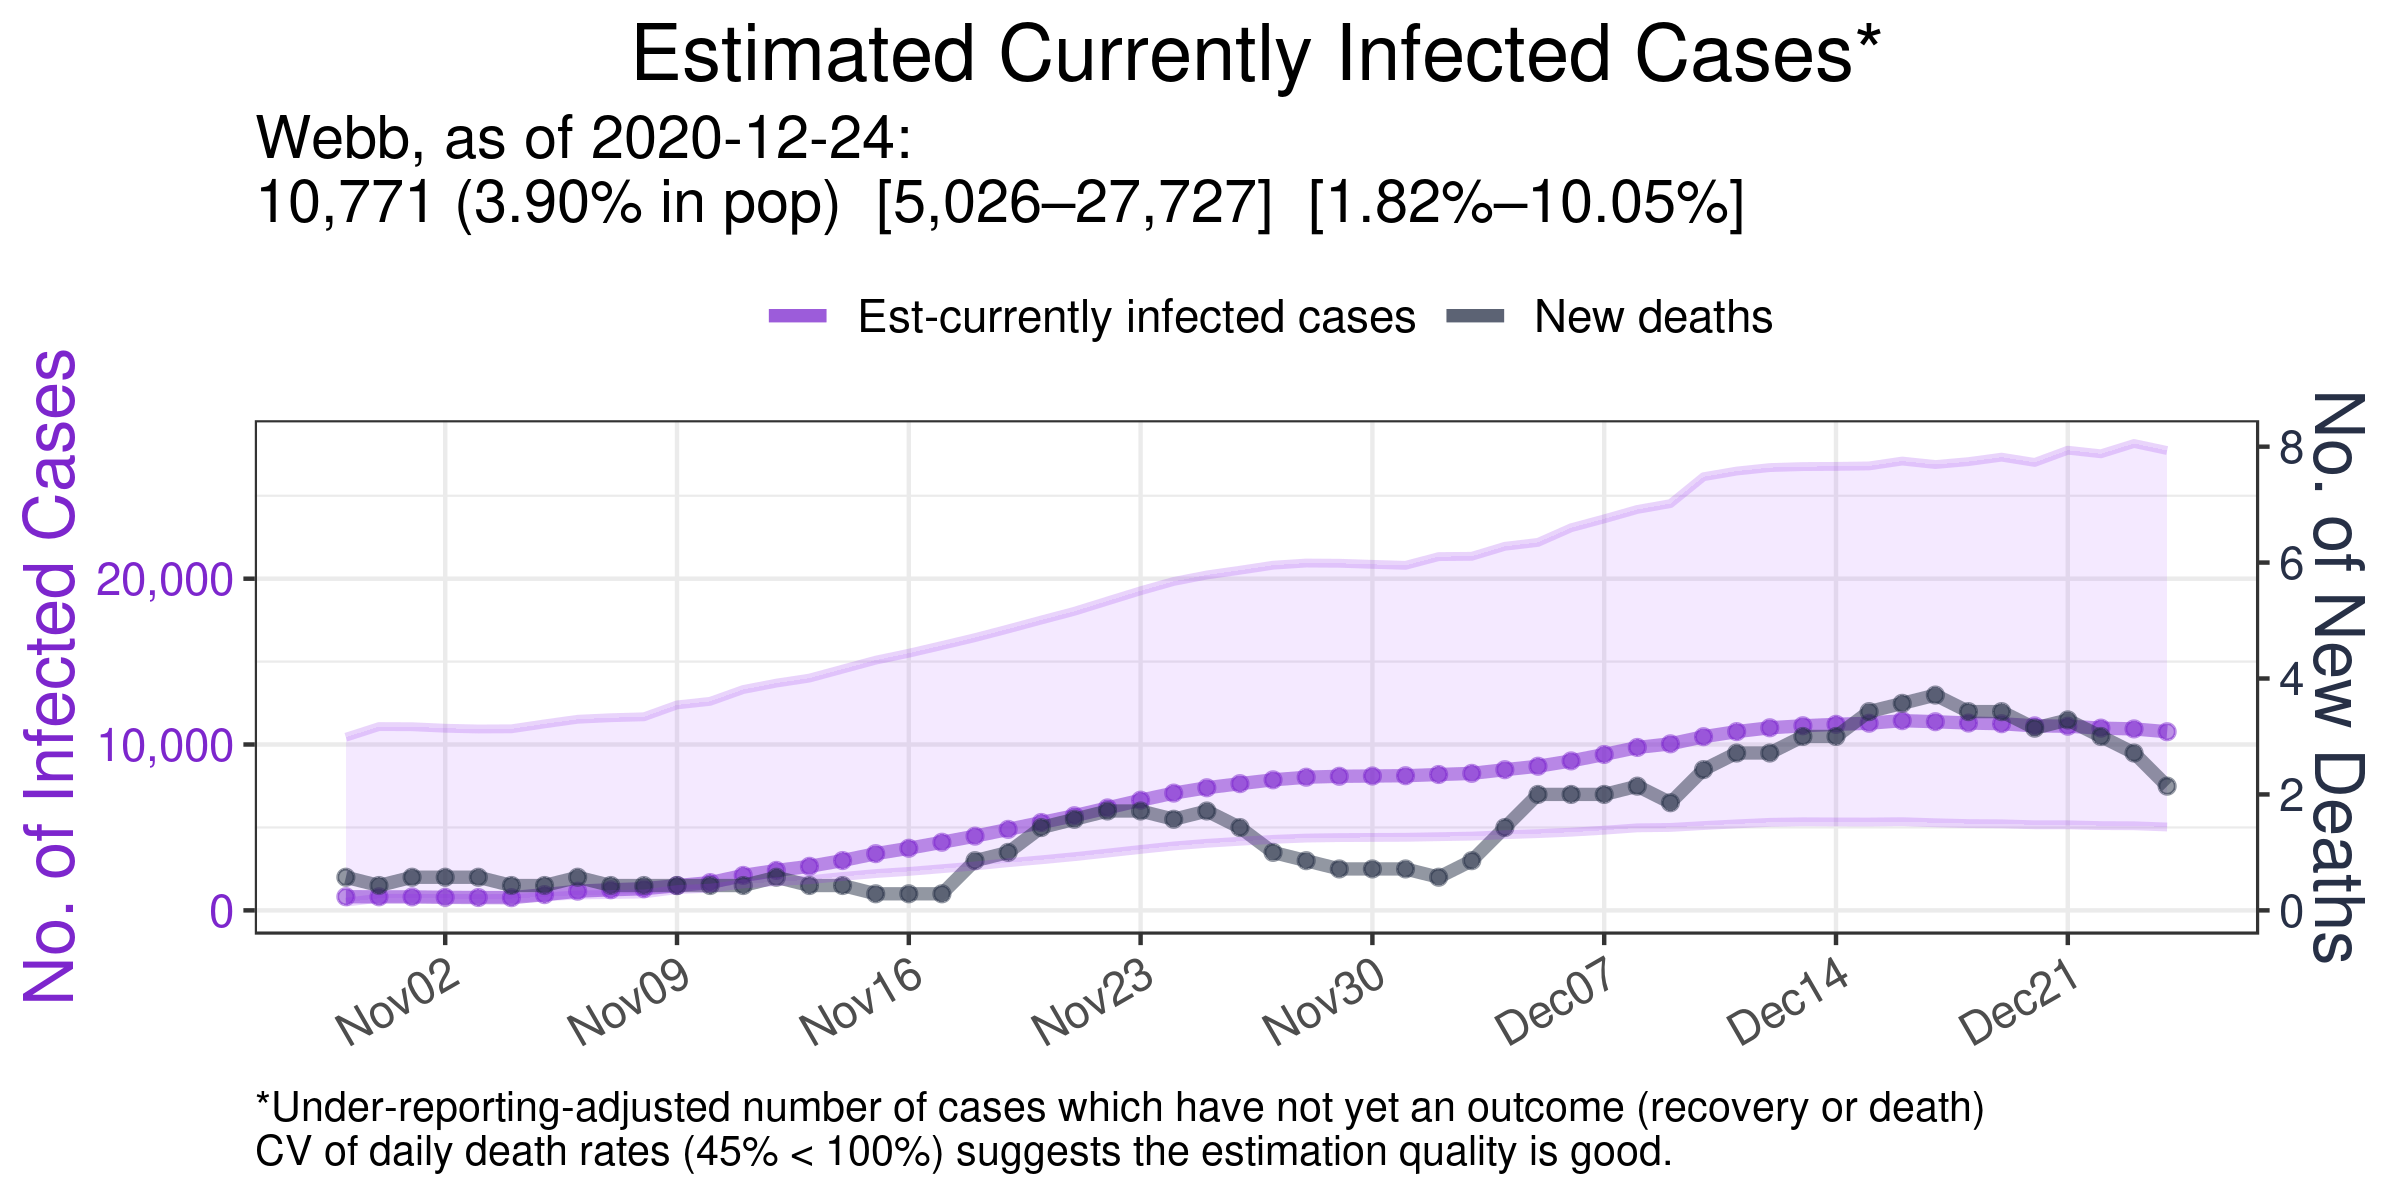 Estimated Currently Infected Cases*
Webb, as of 2020-12-24:
10,771 (3.90% in pop)  [5,026–27,727]  [1.82%–10.05%]
Est-currently infected cases
New deaths
No. of Infected Cases
20,000
10,000
0
8
6
4
2
0
No. of New Deaths
Nov02
Nov09
Nov16
Nov23
Nov30
Dec07
Dec14
Dec21
*Under-reporting-adjusted number of cases which have not yet an outcome (recovery or death)
CV of daily death rates (45% < 100%) suggests the estimation quality is good.